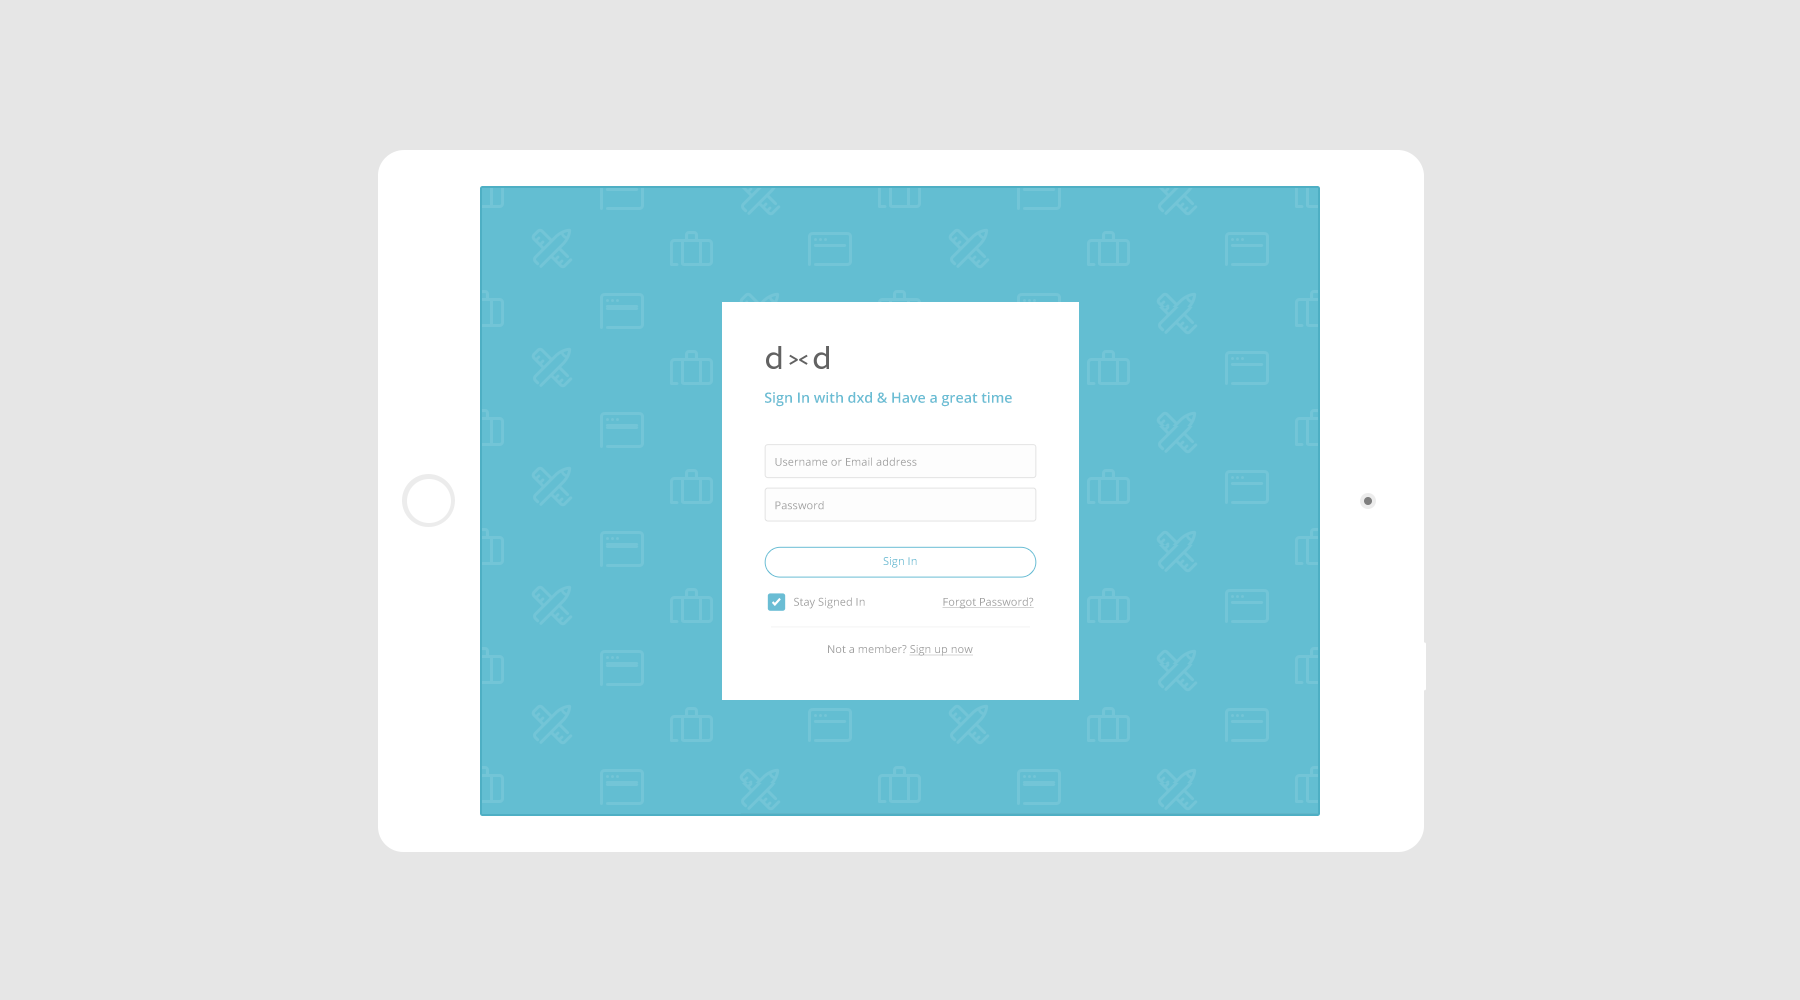 d><d
Sign In with dxd & Have a great time
Username or Email address
Password
Sign In
Stay Signed In
Forgot Password?
Not a member? Sign up now